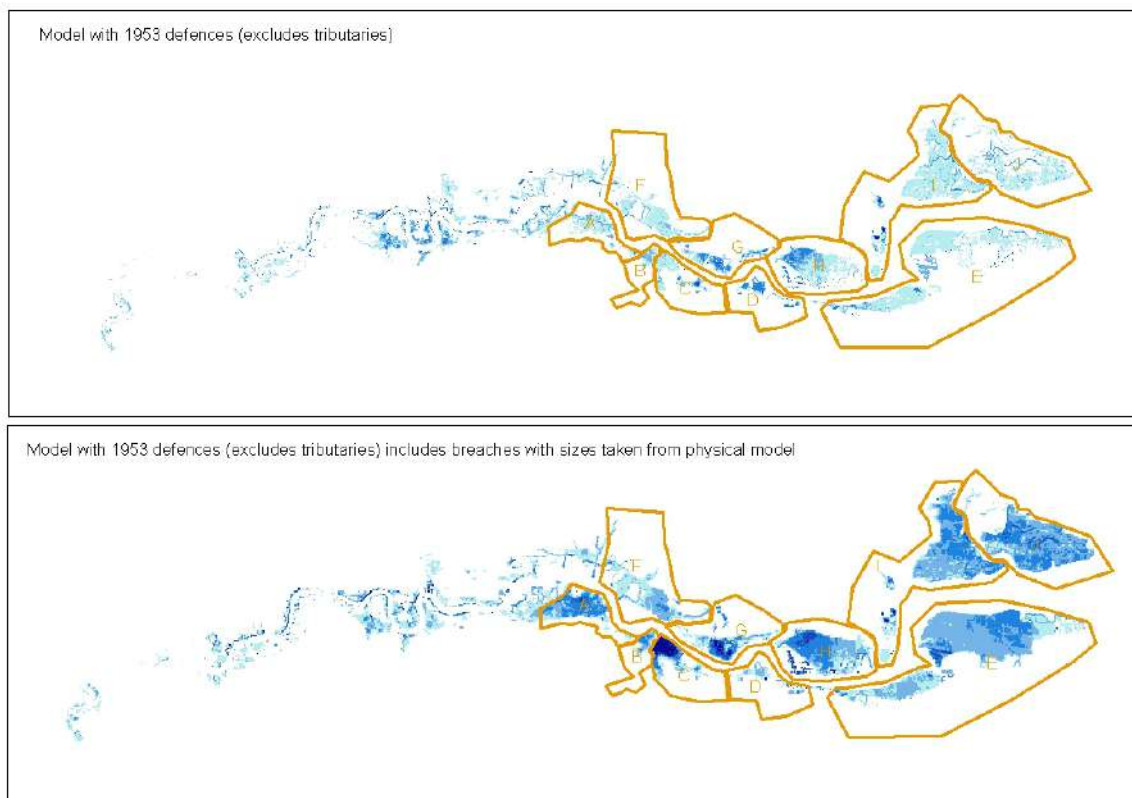 Model with 1953 defences (excludes tributaries)
F
A
B
C
G
D
H
I
J
E
Model with 1953 defences (excludes tributaries) includes breaches with sizes taken from physical model
F
A
B
C
G
D
H
I
E